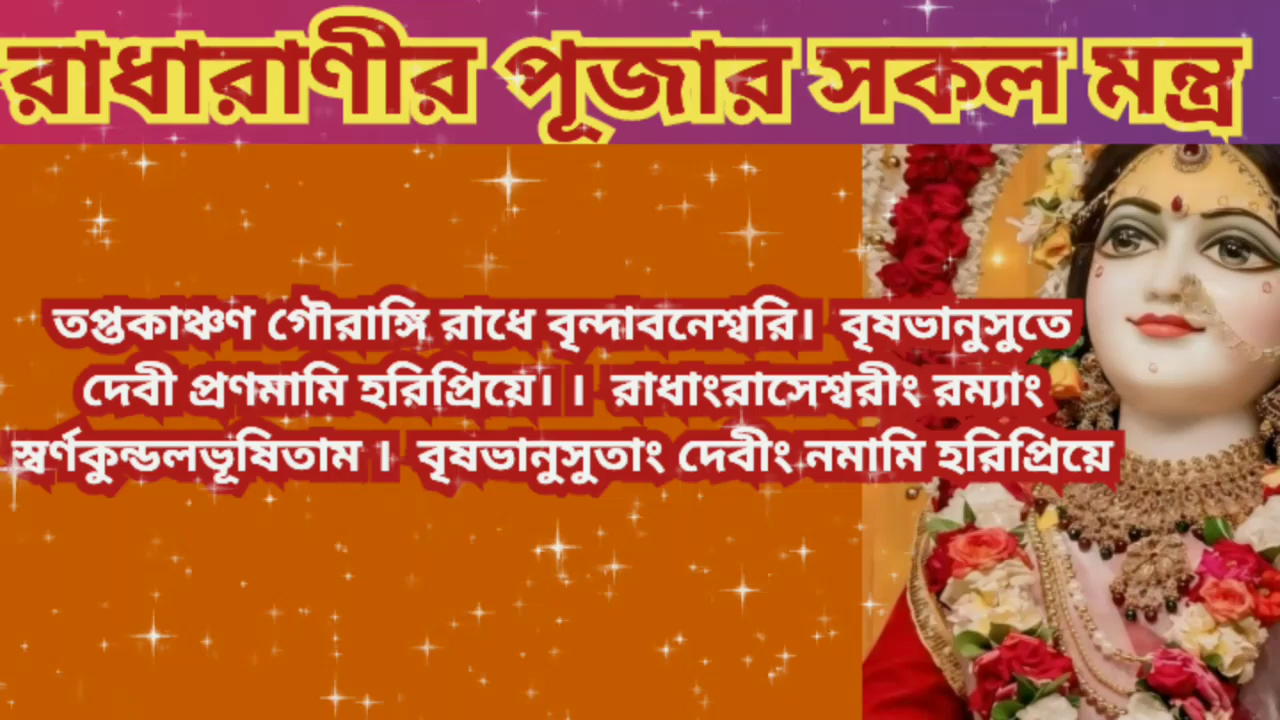 রাধারাণীর পূজার সকল মন্ত্র
তপ্তকাঞ্চণ গৌরাঙ্গি রাধে বৃন্দাবনেশ্বরি। বৃষভানুসুতে
দেবী প্রণমামি হরিপ্রিয়ে।। রাধাংরাসেশ্বরীং রম্যাং
স্বর্ণকুন্ডলভূষিতাম । বৃষভানুসুতাং দেবীং নমামি হরিপ্রিয়ে